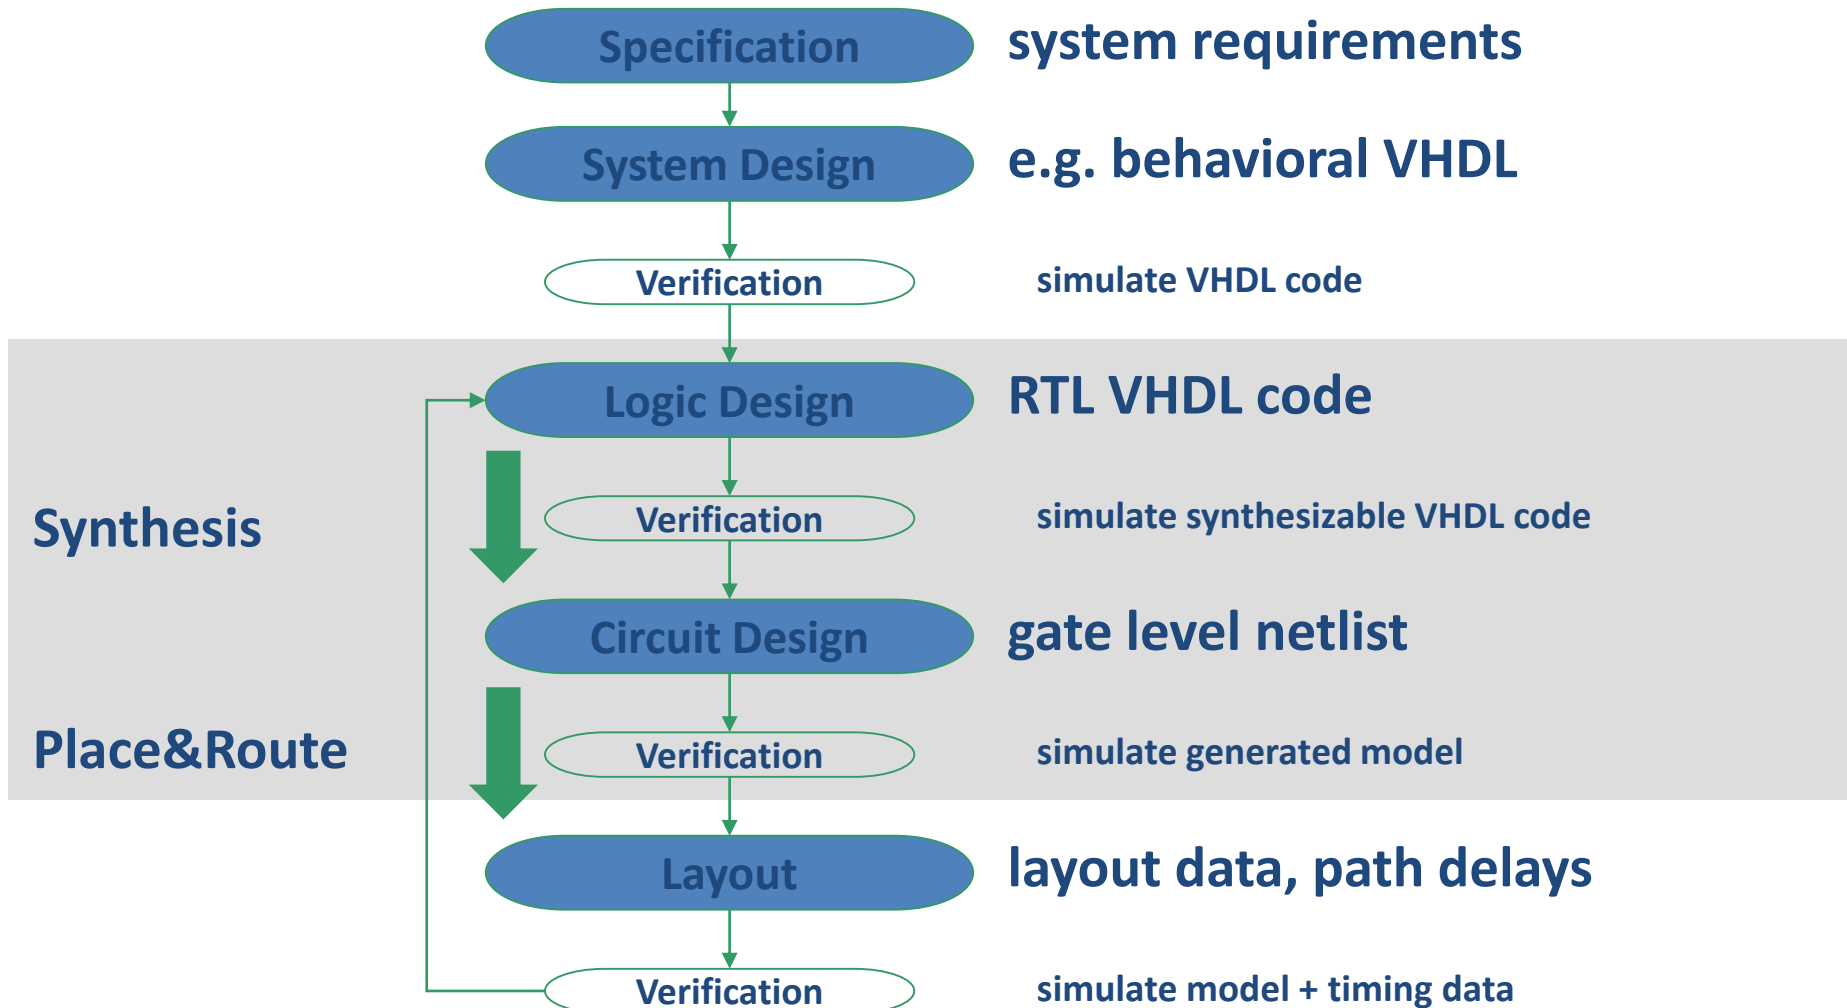 Specification
system requirements
System Design
e.g. behavioral VHDL
Verification
simulate VHDL code
Logic Design
RTL VHDL code
Synthesis
Verification
simulate synthesizable VHDL code
Circuit Design
gate level netlist
Place&Route
Verification
simulate generated model
Layout
layout data, path delays
Verification
simulate model + timing data